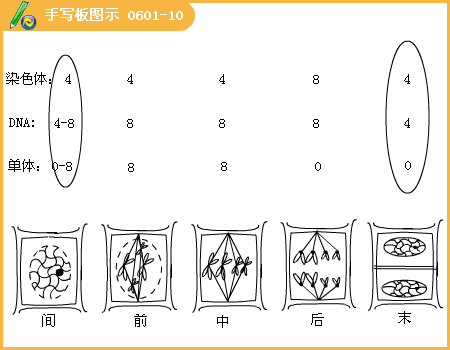 手写板图示 0601-10
染色体: 4 4 4 8 4
DNA: 4-8 8 8 8 4
单体: 0-8 8 8 0 0
间 前 中 后 末